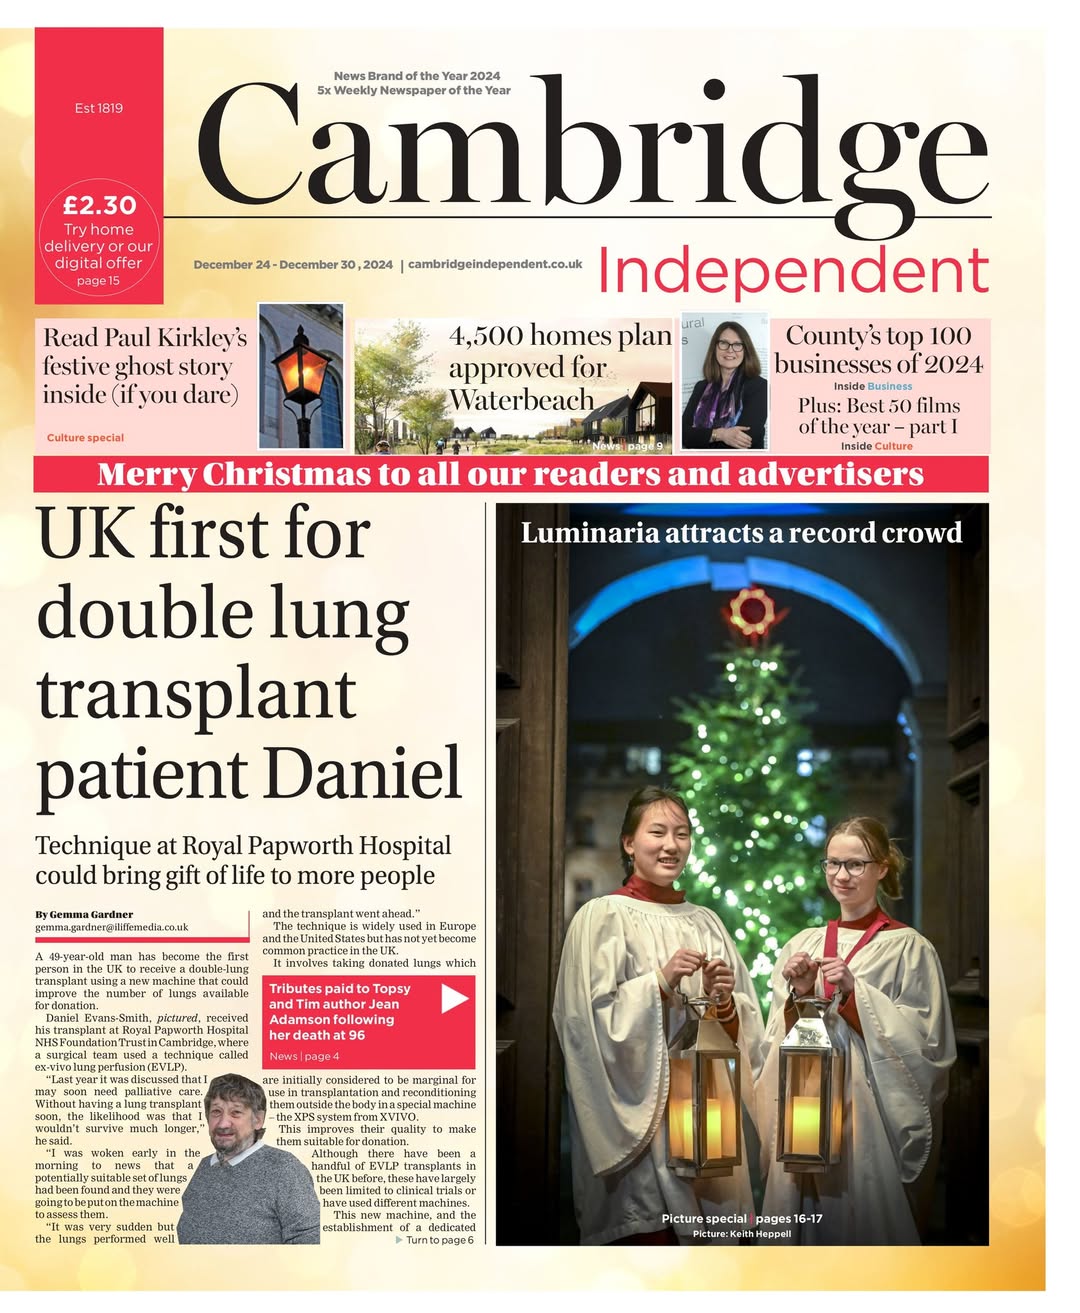 News Brand of the Year 2024
5x Weekly Newspaper of the Year
Est 1819
Cambridge
Independent
£2.30
Try home
delivery or our
digital offer
page 15
December 24 - December 30, 2024 | cambridgeindependent.co.uk
Read Paul Kirkley's
festive ghost story
inside (if you dare)
Culture special
4,500 homes plan
approved for
Waterbeach
News | page 9
ural
s
County's top 100
businesses of 2024
Inside Business
Plus: Best 50 films
of the year – part I
Inside Culture
Merry Christmas to all our readers and advertisers
UK first for
double lung
transplant
patient Daniel
Technique at Royal Papworth Hospital
could bring gift of life to more people
By Gemma Gardner
gemma.gardner@iliffemedia.co.uk
A 49-year-old man has become the first
person in the UK to receive a double-lung
transplant using a new machine that could
improve the number of lungs available
for donation.
Daniel Evans-Smith, pictured, received
his transplant at Royal Papworth Hospital
NHS Foundation Trust in Cambridge, where
a surgical team used a technique called
ex-vivo lung perfusion (EVLP).
"Last year it was discussed that I
may soon need palliative care.
Without having a lung transplant
soon, the likelihood was that I
wouldn't survive much longer,"
he said.
"I was woken early in the
morning to news that a
potentially suitable set of lungs
had been found and they were
going to be put on the machine
to assess them.
"It was very sudden but
the lungs performed well
and the transplant went ahead."
The technique is widely used in Europe
and the United States but has not yet become
common practice in the UK.
It involves taking donated lungs which
Tributes paid to Topsy
and Tim author Jean
Adamson following
her death at 96
News | page 4
are initially considered to be marginal for
use in transplantation and reconditioning
them outside the body in a special machine
– the XPS system from XVIVO.
This improves their quality to make
them suitable for donation.
Although there have been a
handful of EVLP transplants in
the UK before, these have largely
been limited to clinical trials or
have used different machines.
This new machine, and the
establishment of a dedicated
Turn to page 6
Luminaria attracts a record crowd
Picture special | pages 16-17
Picture: Keith Heppell